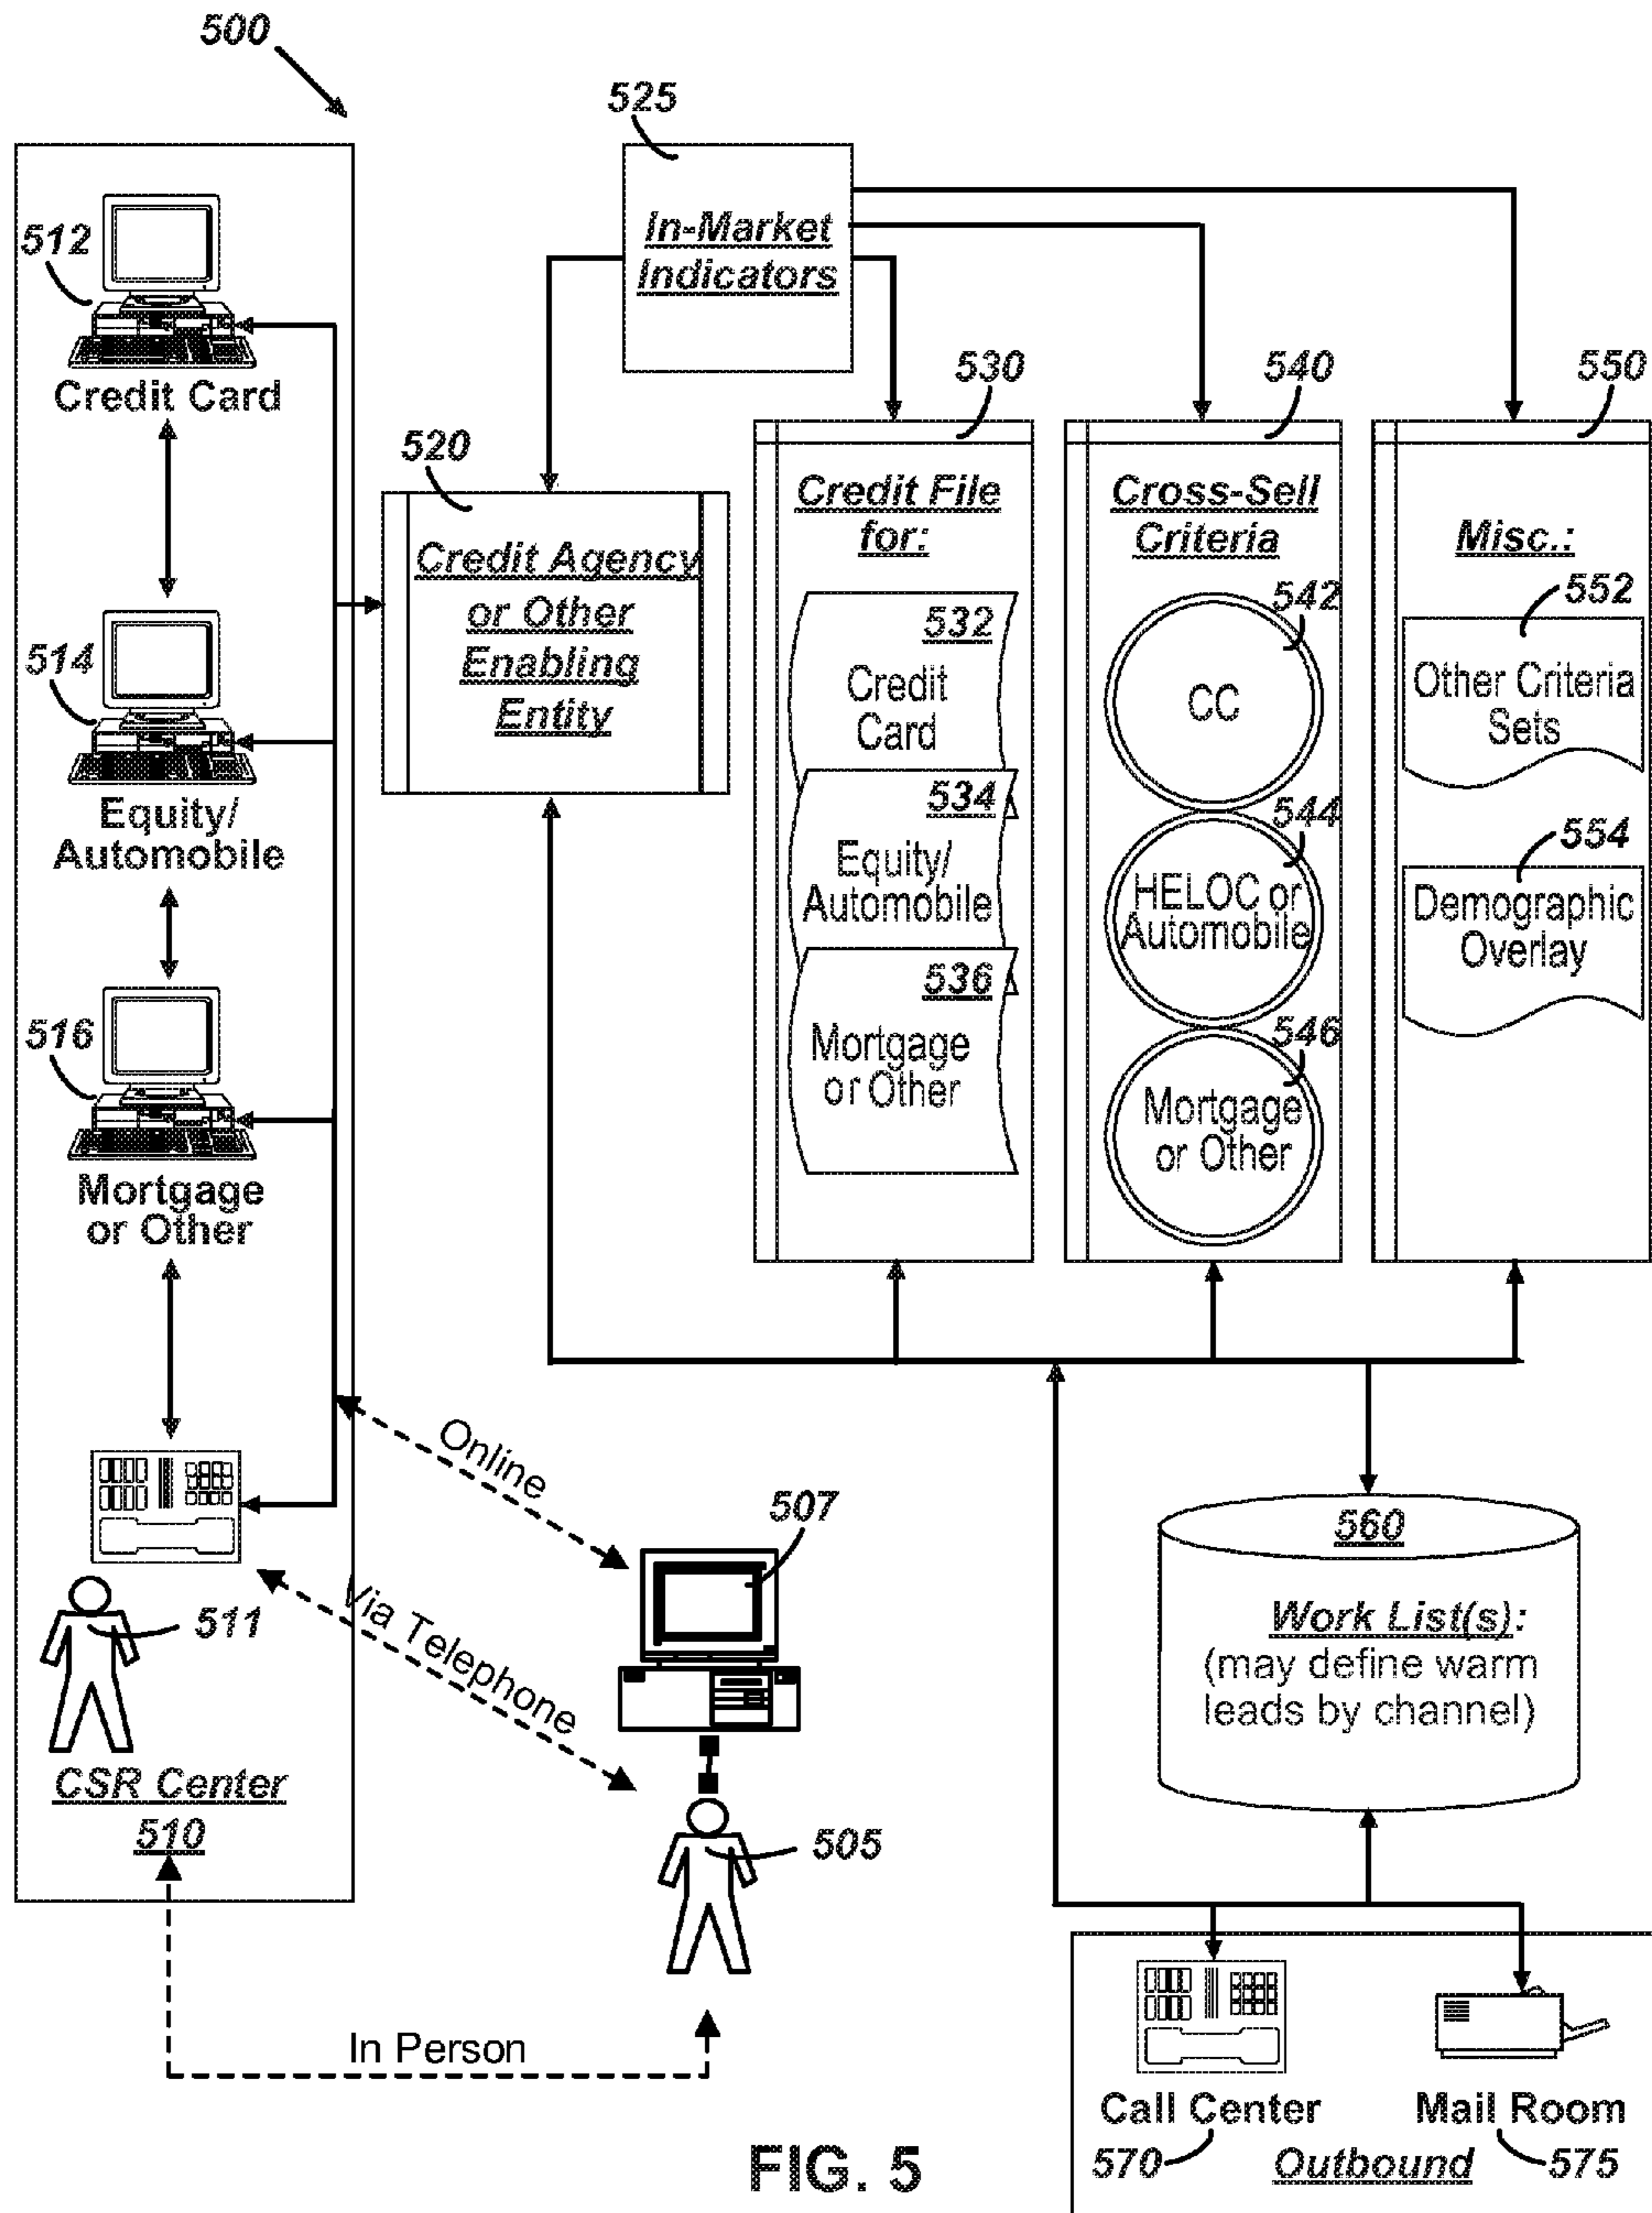 500
525
In-Market
Indicators
512
Credit Card
514
Equity/
Automobile
516
Mortgage
or Other
511
CSR Center
510
520
Credit Agency
or Other
Enabling
Entity
530
Credit File
for:
532
Credit
Card
534
Equity/
Automobile
536
Mortgage
or Other
540
Cross-Sell
Criteria
542
CC
544
HELOC or
Automobile
546
Mortgage
or Other
550
Misc.:
552
Other Criteria
Sets
554
Demographic
Overlay
Online
Via Telephone
In Person
507
505
560
Work List(s):
(may define warm
leads by channel)
Call Center
570
Mail Room
575
Outbound
FIG. 5